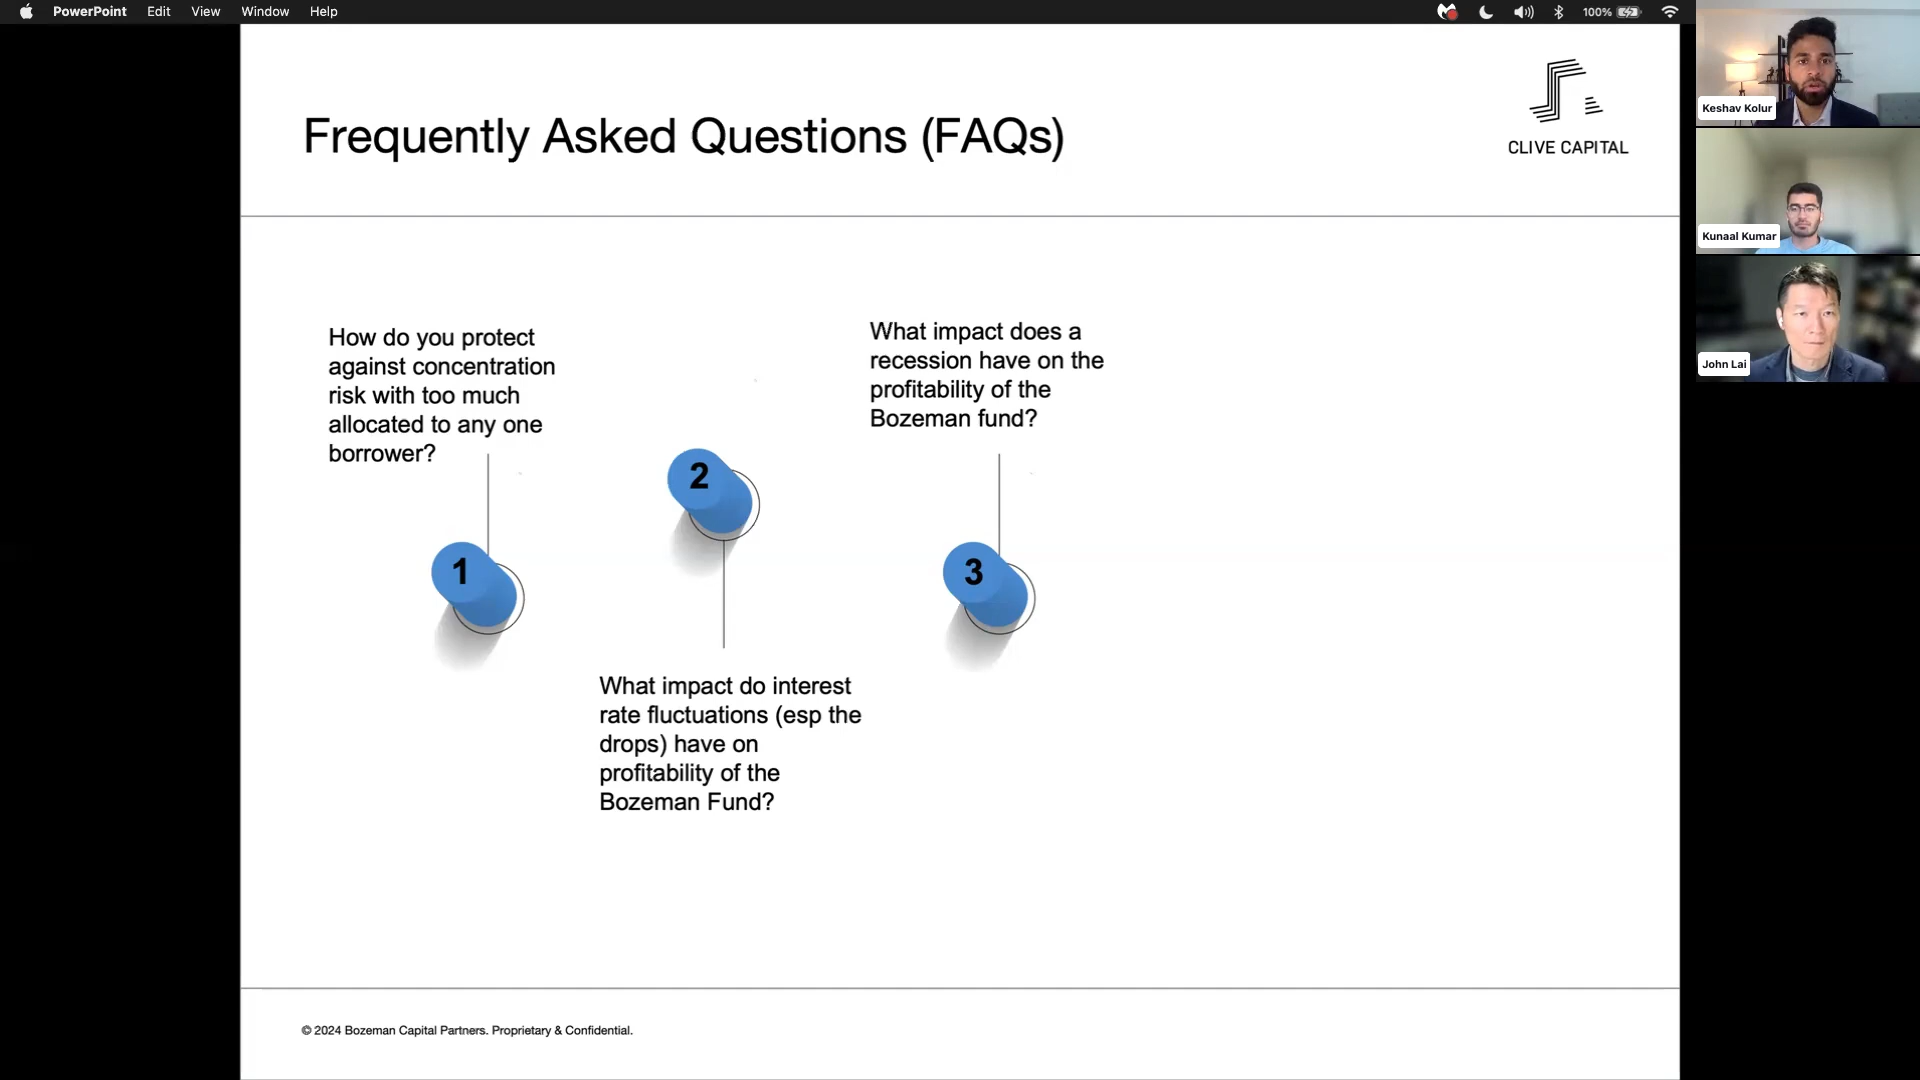 PowerPoint Edit View Window Help
100%
Frequently Asked Questions (FAQs)
CLIVE CAPITAL
How do you protect
against concentration
risk with too much
allocated to any one
borrower?
1
2
What impact do interest
rate fluctuations (esp the
drops) have on
profitability of the
Bozeman Fund?
What impact does a
recession have on the
profitability of the
Bozeman fund?
3
© 2024 Bozeman Capital Partners. Proprietary & Confidential.
Keshav Kolur
Kunaal Kumar
John Lai